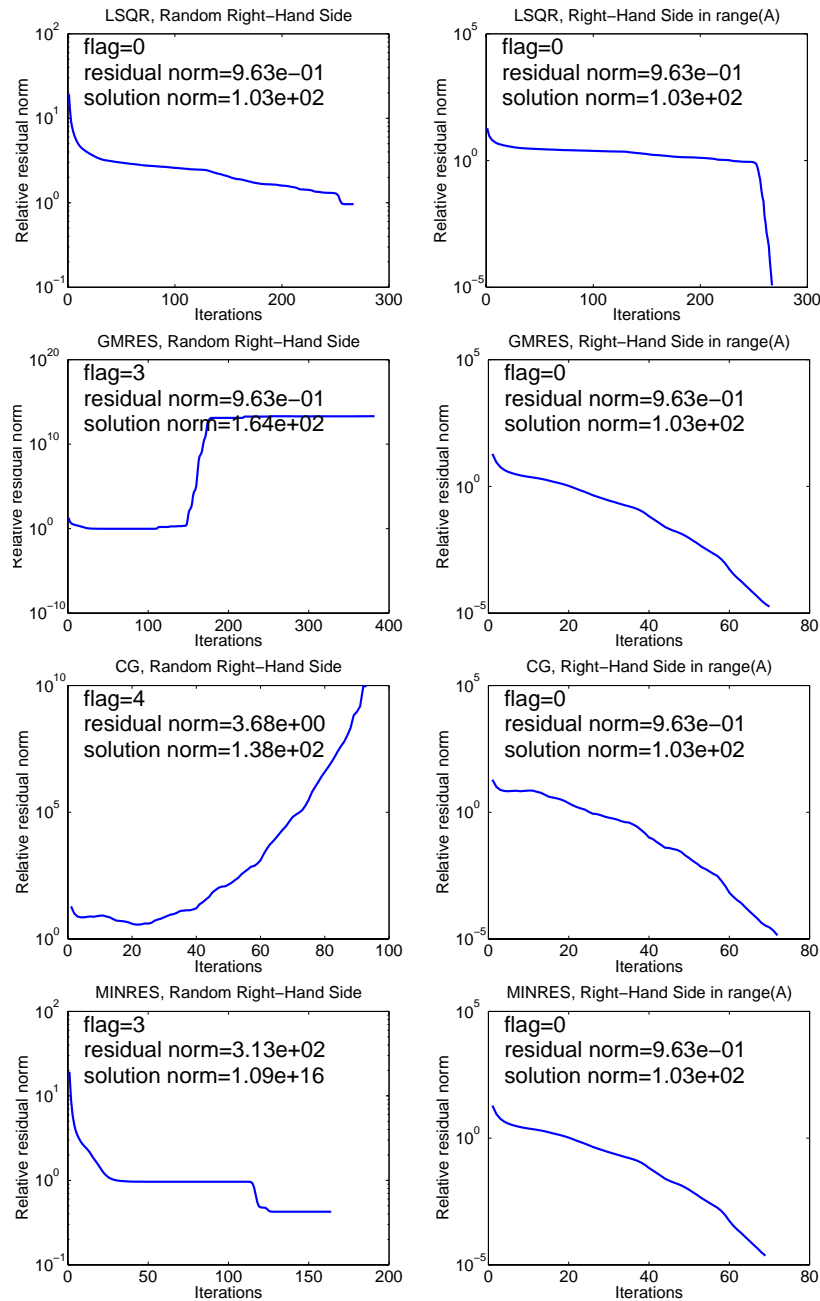 LSQR, Random Right−Hand Side
10^2
10^1
10^0
10^−1
Relative residual norm
flag=0
residual norm=9.63e−01
solution norm=1.03e+02
0 100 200 300
Iterations
LSQR, Right−Hand Side in range(A)
10^5
10^0
10^−5
Relative residual norm
flag=0
residual norm=9.63e−01
solution norm=1.03e+02
0 100 200 300
Iterations
GMRES, Random Right−Hand Side
10^20
10^10
10^0
10^−10
Relative residual norm
flag=3
residual norm=9.63e−01
solution norm=1.64e+02
0 100 200 300 400
Iterations
GMRES, Right−Hand Side in range(A)
10^5
10^0
10^−5
Relative residual norm
flag=0
residual norm=9.63e−01
solution norm=1.03e+02
0 20 40 60 80
Iterations
CG, Random Right−Hand Side
10^10
10^5
10^0
Relative residual norm
flag=4
residual norm=3.68e+00
solution norm=1.38e+02
0 20 40 60 80 100
Iterations
CG, Right−Hand Side in range(A)
10^5
10^0
10^−5
Relative residual norm
flag=0
residual norm=9.63e−01
solution norm=1.03e+02
0 20 40 60 80
Iterations
MINRES, Random Right−Hand Side
10^2
10^1
10^0
10^−1
Relative residual norm
flag=3
residual norm=3.13e+02
solution norm=1.09e+16
0 50 100 150 200
Iterations
MINRES, Right−Hand Side in range(A)
10^5
10^0
10^−5
Relative residual norm
flag=0
residual norm=9.63e−01
solution norm=1.03e+02
0 20 40 60 80
Iterations